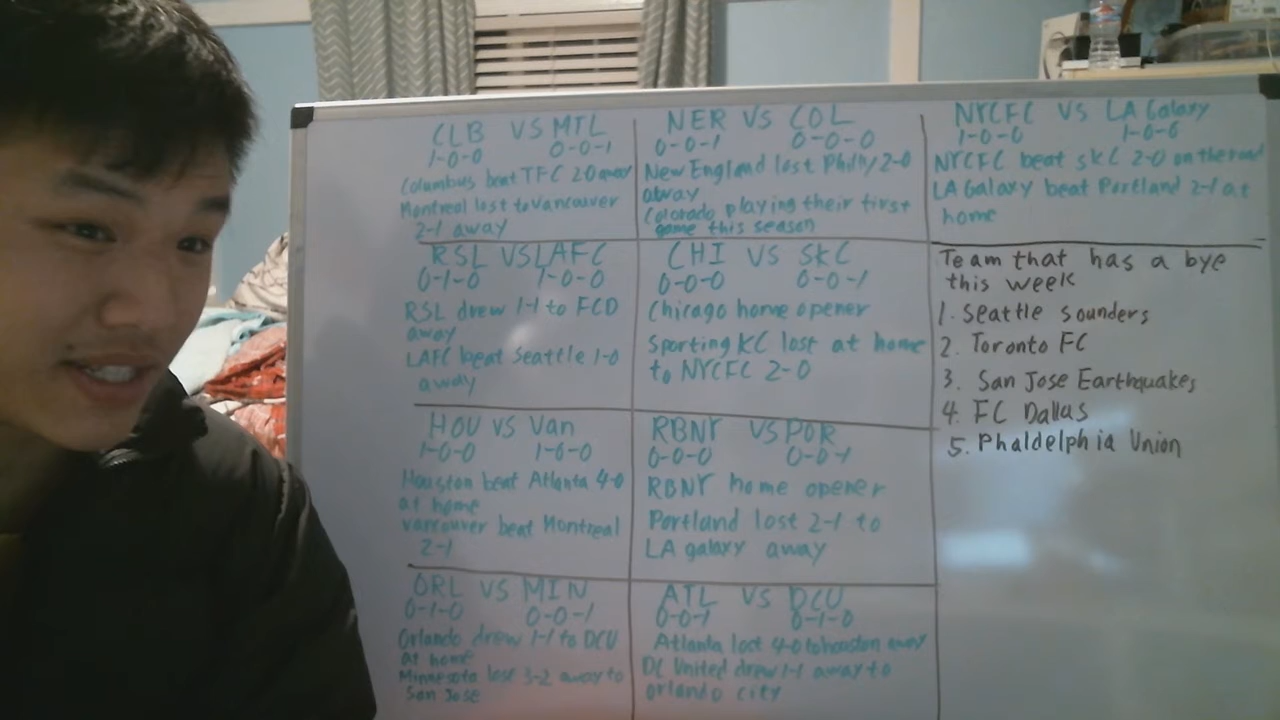 CLB VS MTL
1-0-0 0-0-1
Columbus beat TFC 2-0 away
Montreal lost to Vancouver
2-1 away
NER VS COL
0-0-1 0-0-0
New England lost Philly 2-0
away
Colorado playing their first
game this season
NYCFC VS LA Galaxy
1-0-0 1-0-0
NYCFC beat SKC 2-0 on the road
LA Galaxy beat Portland 2-1 at
home
RSL VS LAFC
0-1-0 1-0-0
RSL drew 1-1 to FCD
away
LAFC beat Seattle 1-0
away
CHI VS SKC
0-0-0 0-0-1
Chicago home opener
Sporting KC lost at home
to NYCFC 2-0
Team that has a bye
this week
1. Seattle Sounders
2. Toronto FC
3. San Jose Earthquakes
4. FC Dallas
5. Phaldelphia Union
HOU VS Van
1-0-0 1-0-0
Houston beat Atlanta 4-0
at home
Vancouver beat Montreal
2-1
RBNY VS POR
0-0-0 0-0-1
RBNY home opener
Portland lost 2-1 to
LA galaxy away
ORL VS MIN
0-1-0 0-0-1
Orlando drew 1-1 to DCU
at home
Minnesota lose 3-2 away to
San Jose
ATL VS DCU
0-0-1 0-1-0
Atlanta lost 4-0 to houston away
DC United drew 1-1 away to
orlando city